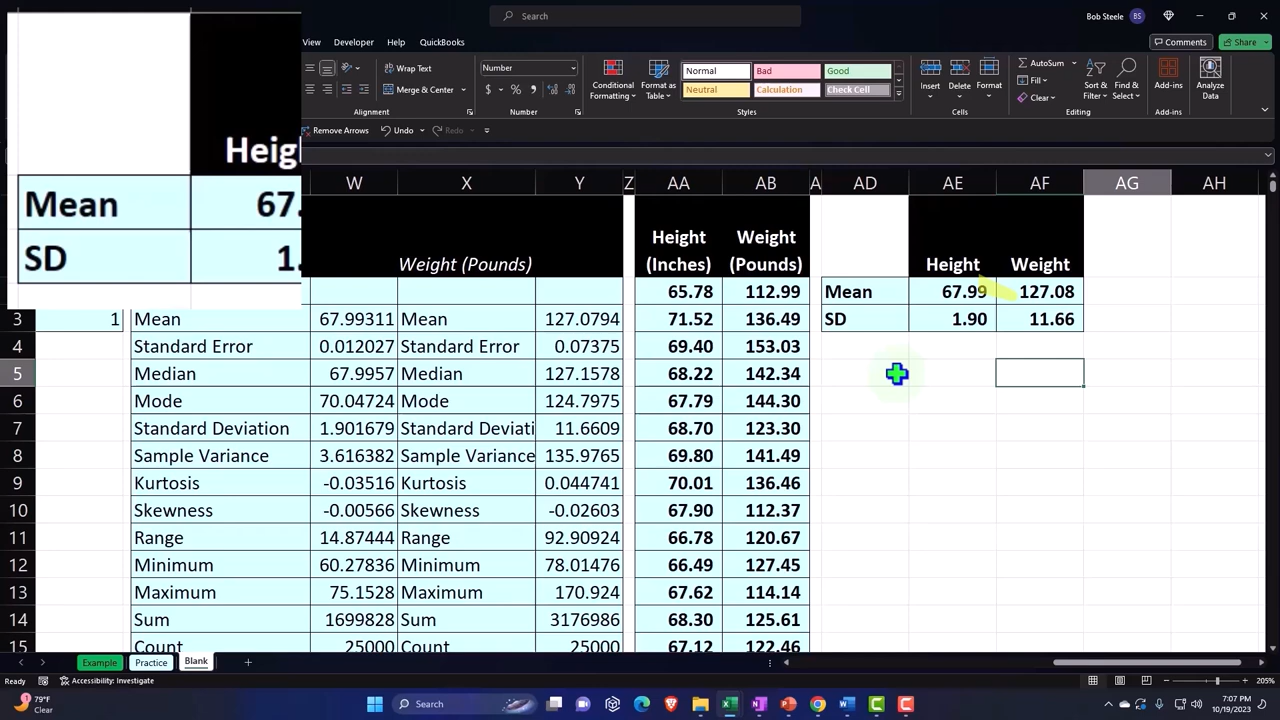 Search
Bob Steele BS
View Developer Help QuickBooks
Comments
Share
Wrap Text
Merge & Center
Alignment
Number
$ % 9
Number
Conditional Formatting
Format as Table
Normal Bad Good
Neutral Calculation Check Cell
Styles
Insert Delete Format
Cells
AutoSum
Fill
Clear
Sort & Filter
Find & Select
Editing
Add-ins
Add-ins
Analyze Data
Remove Arrows Undo Redo
Heigh
Mean 67.
SD 1.
W X Y Z AA AB A AD AE AF AG AH
Weight (Pounds) Height (Inches) Weight (Pounds) Height Weight
65.78 112.99 Mean 67.99 127.08
3 1 Mean 67.99311 Mean 127.0794 71.52 136.49 SD 1.90 11.66
4 Standard Error 0.012027 Standard Error 0.07375 69.40 153.03
5 Median 67.9957 Median 127.1578 68.22 142.34
6 Mode 70.04724 Mode 124.7975 67.79 144.30
7 Standard Deviation 1.901679 Standard Deviati 11.6609 68.70 123.30
8 Sample Variance 3.616382 Sample Variance 135.9765 69.80 141.49
9 Kurtosis -0.03516 Kurtosis 0.044741 70.01 136.46
10 Skewness -0.00566 Skewness -0.02603 67.90 112.37
11 Range 14.87444 Range 92.90924 66.78 120.67
12 Minimum 60.27836 Minimum 78.01476 66.49 127.45
13 Maximum 75.1528 Maximum 170.924 67.62 114.14
14 Sum 1699828 Sum 3176986 68.30 125.61
15 Count 25000 Count 25000 67.12 122.46
Example Practice Blank
Ready Accessibility: Investigate 205%
79°F
Clear
Search
7:07 PM
10/19/2023